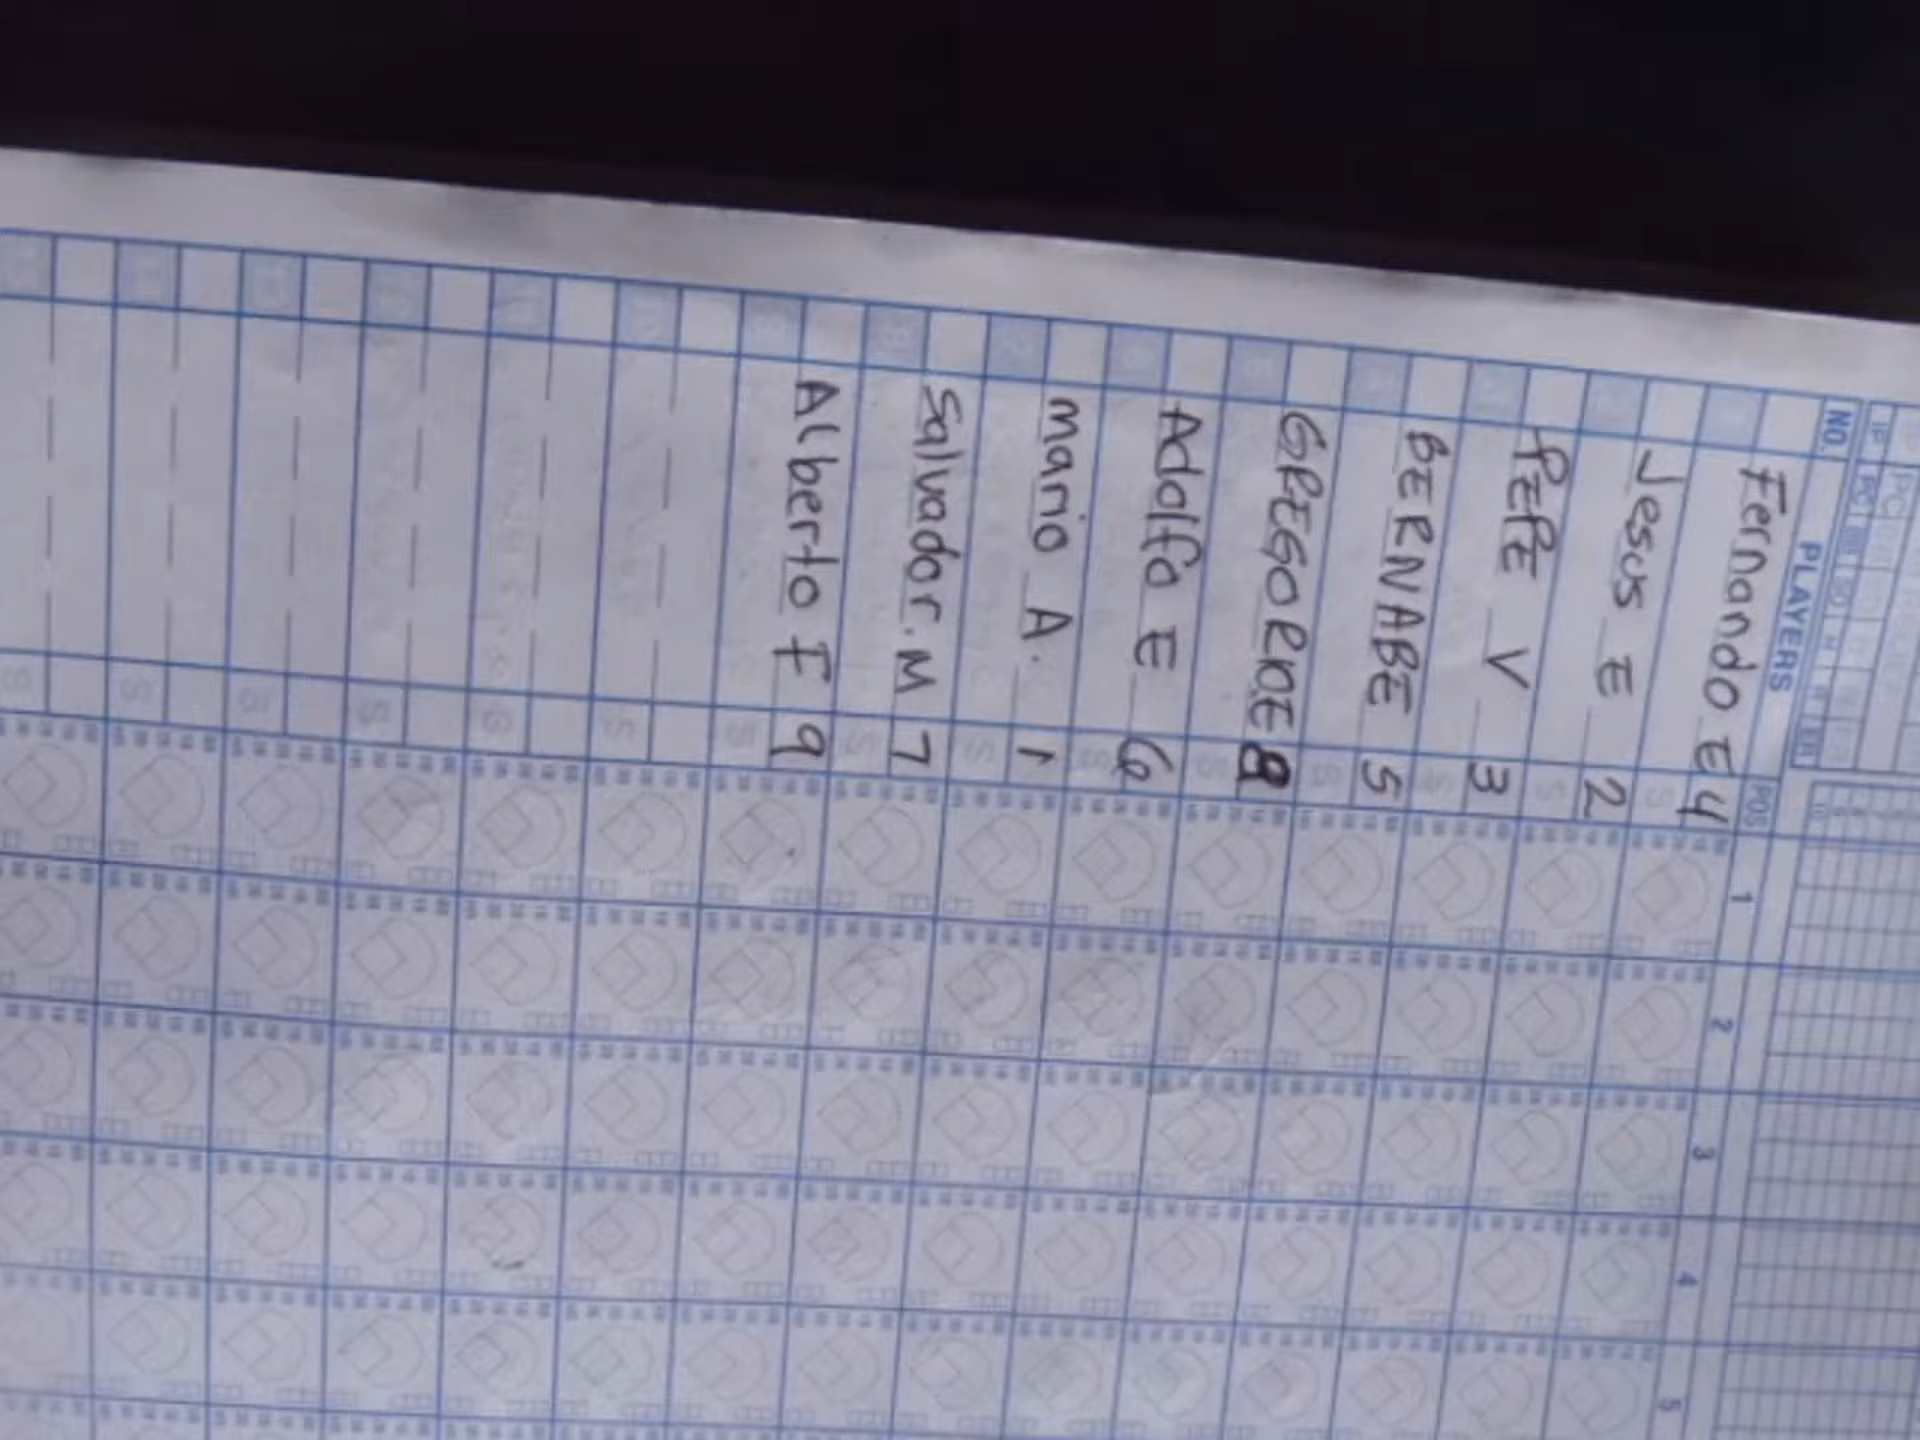 NO. PLAYERS POS 1 2 3 4 5
Fernando E 4
Jesus E 2
PEPE V 3
BERNABE 5
8
Adolfo E 6
Mario A. 1
Salvador. M 7
Alberto F 9